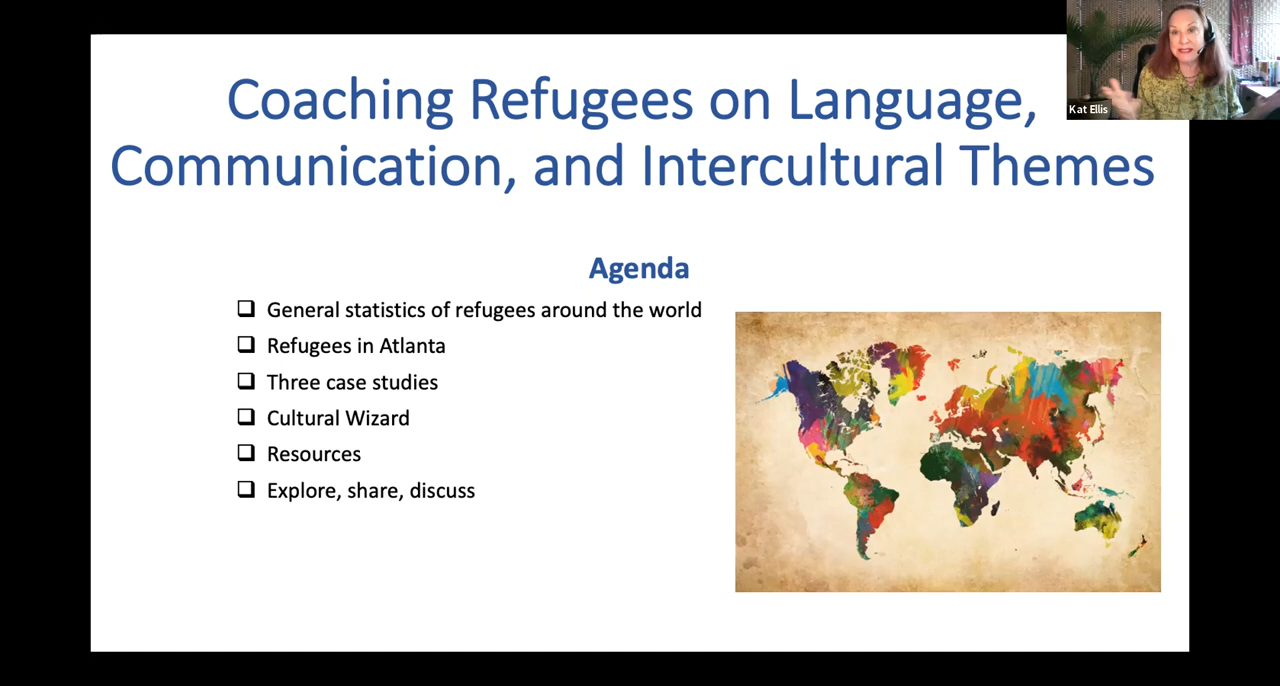 Coaching Refugees on Language,
Communication, and Intercultural Themes
Kat Ellis
Agenda
General statistics of refugees around the world
Refugees in Atlanta
Three case studies
Cultural Wizard
Resources
Explore, share, discuss